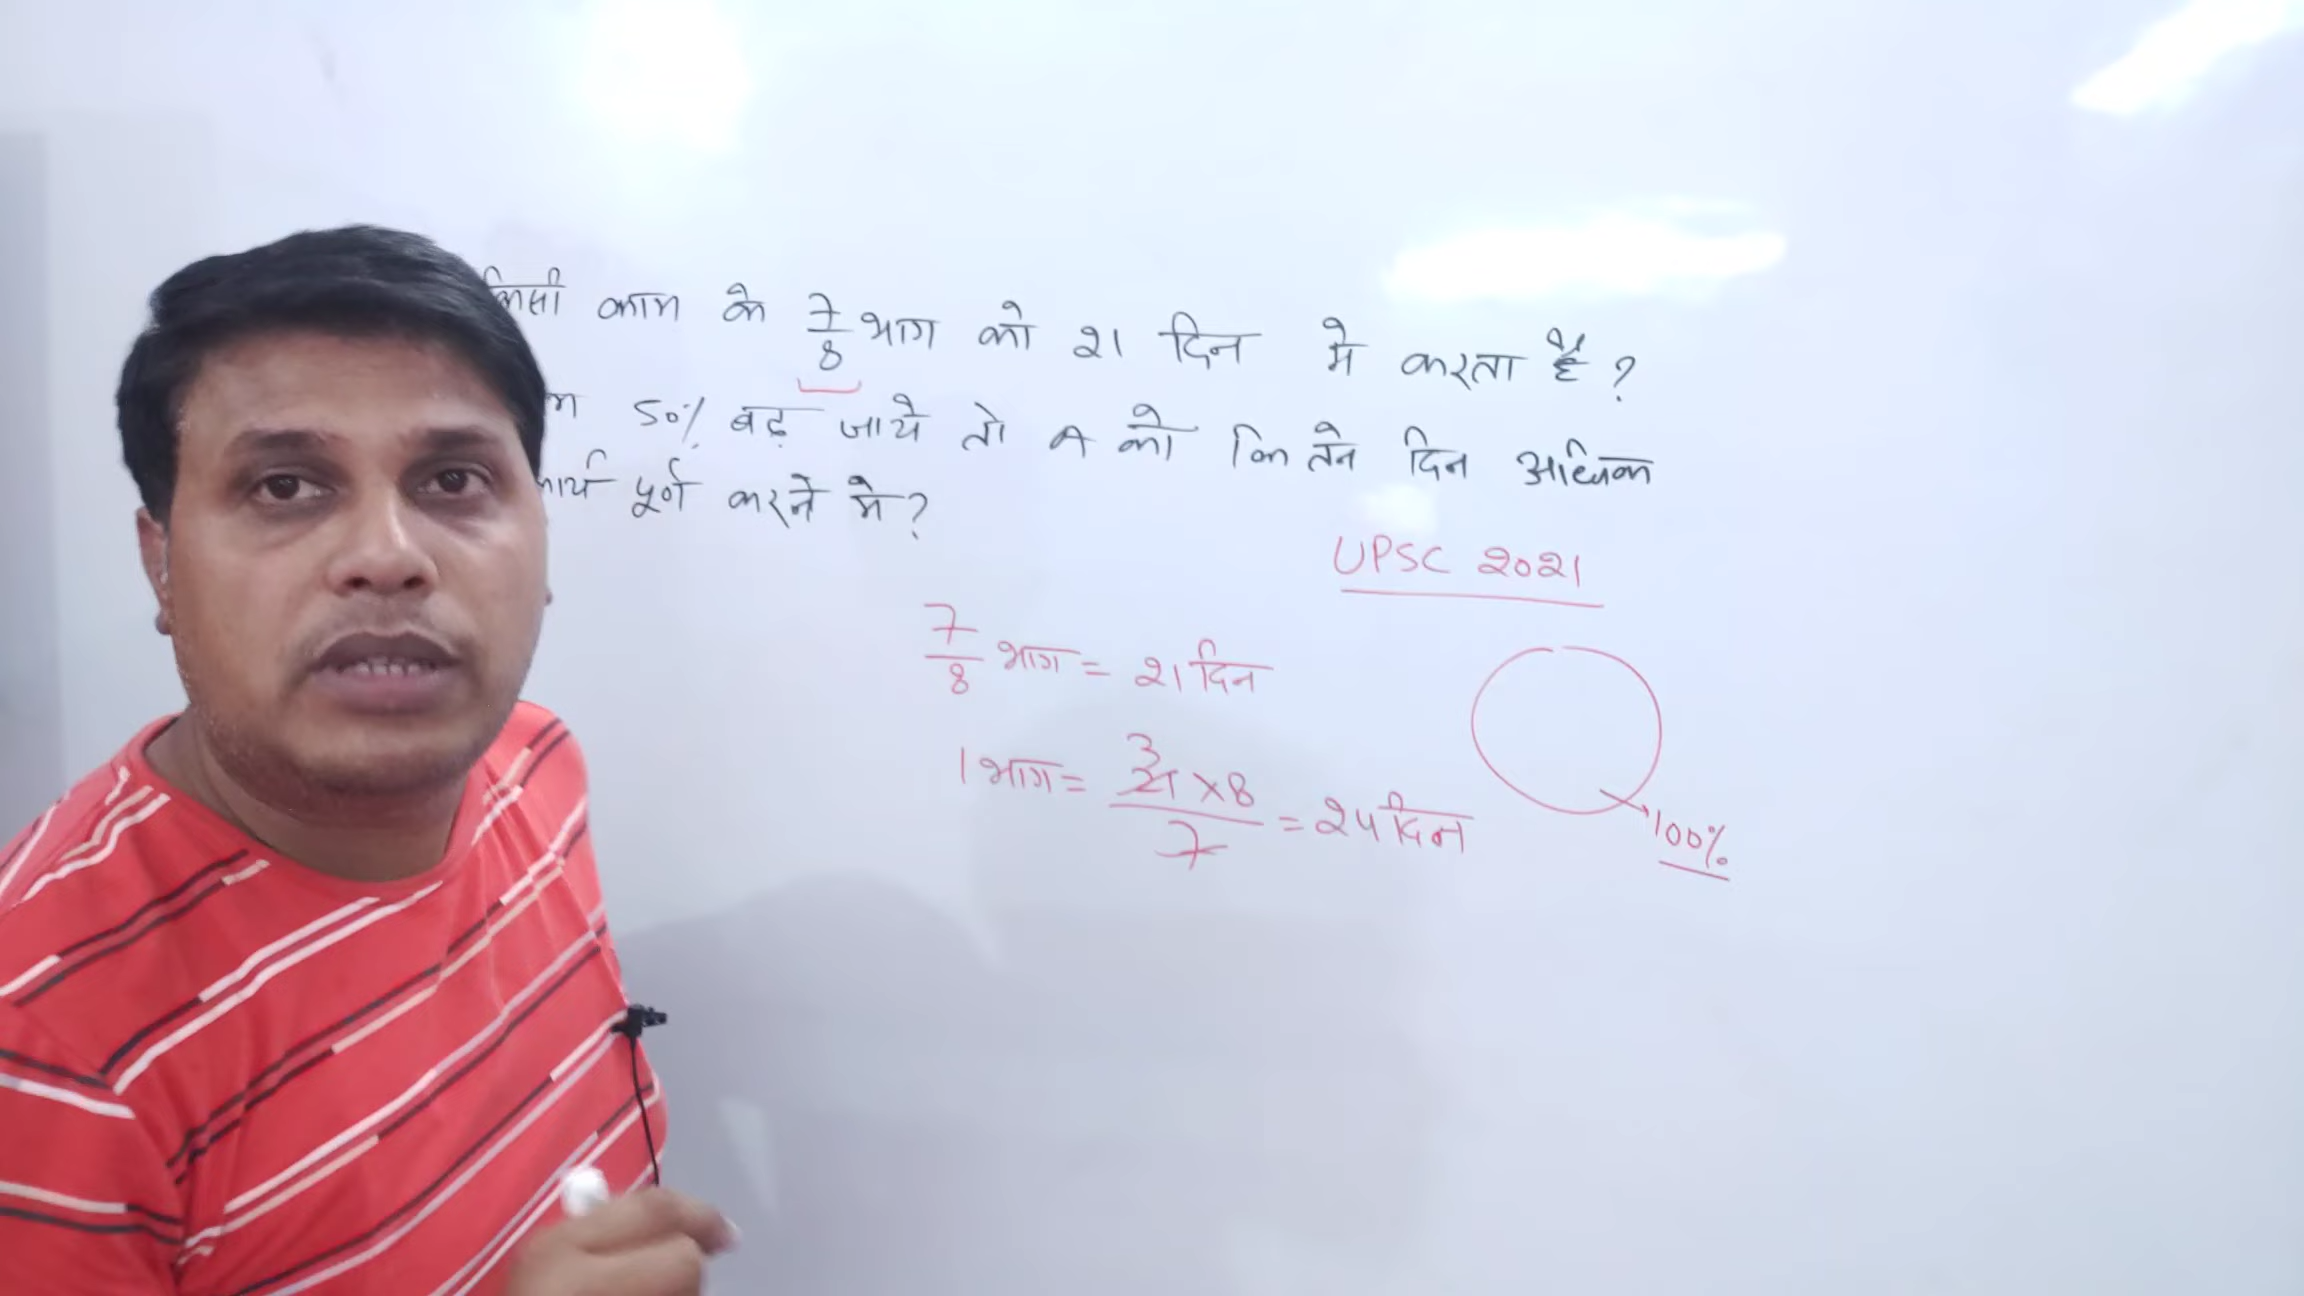 किसी काम के 7/8 भाग को 21 दिन मे करता है ?
50% बढ़ जाये तो A को कितने दिन अधिक
कार्य पूर्ण करने मे ?
UPSC 2021
7/8 भाग = 21 दिन
1 भाग = 21 3 × 8 / 7 = 24 दिन
100%